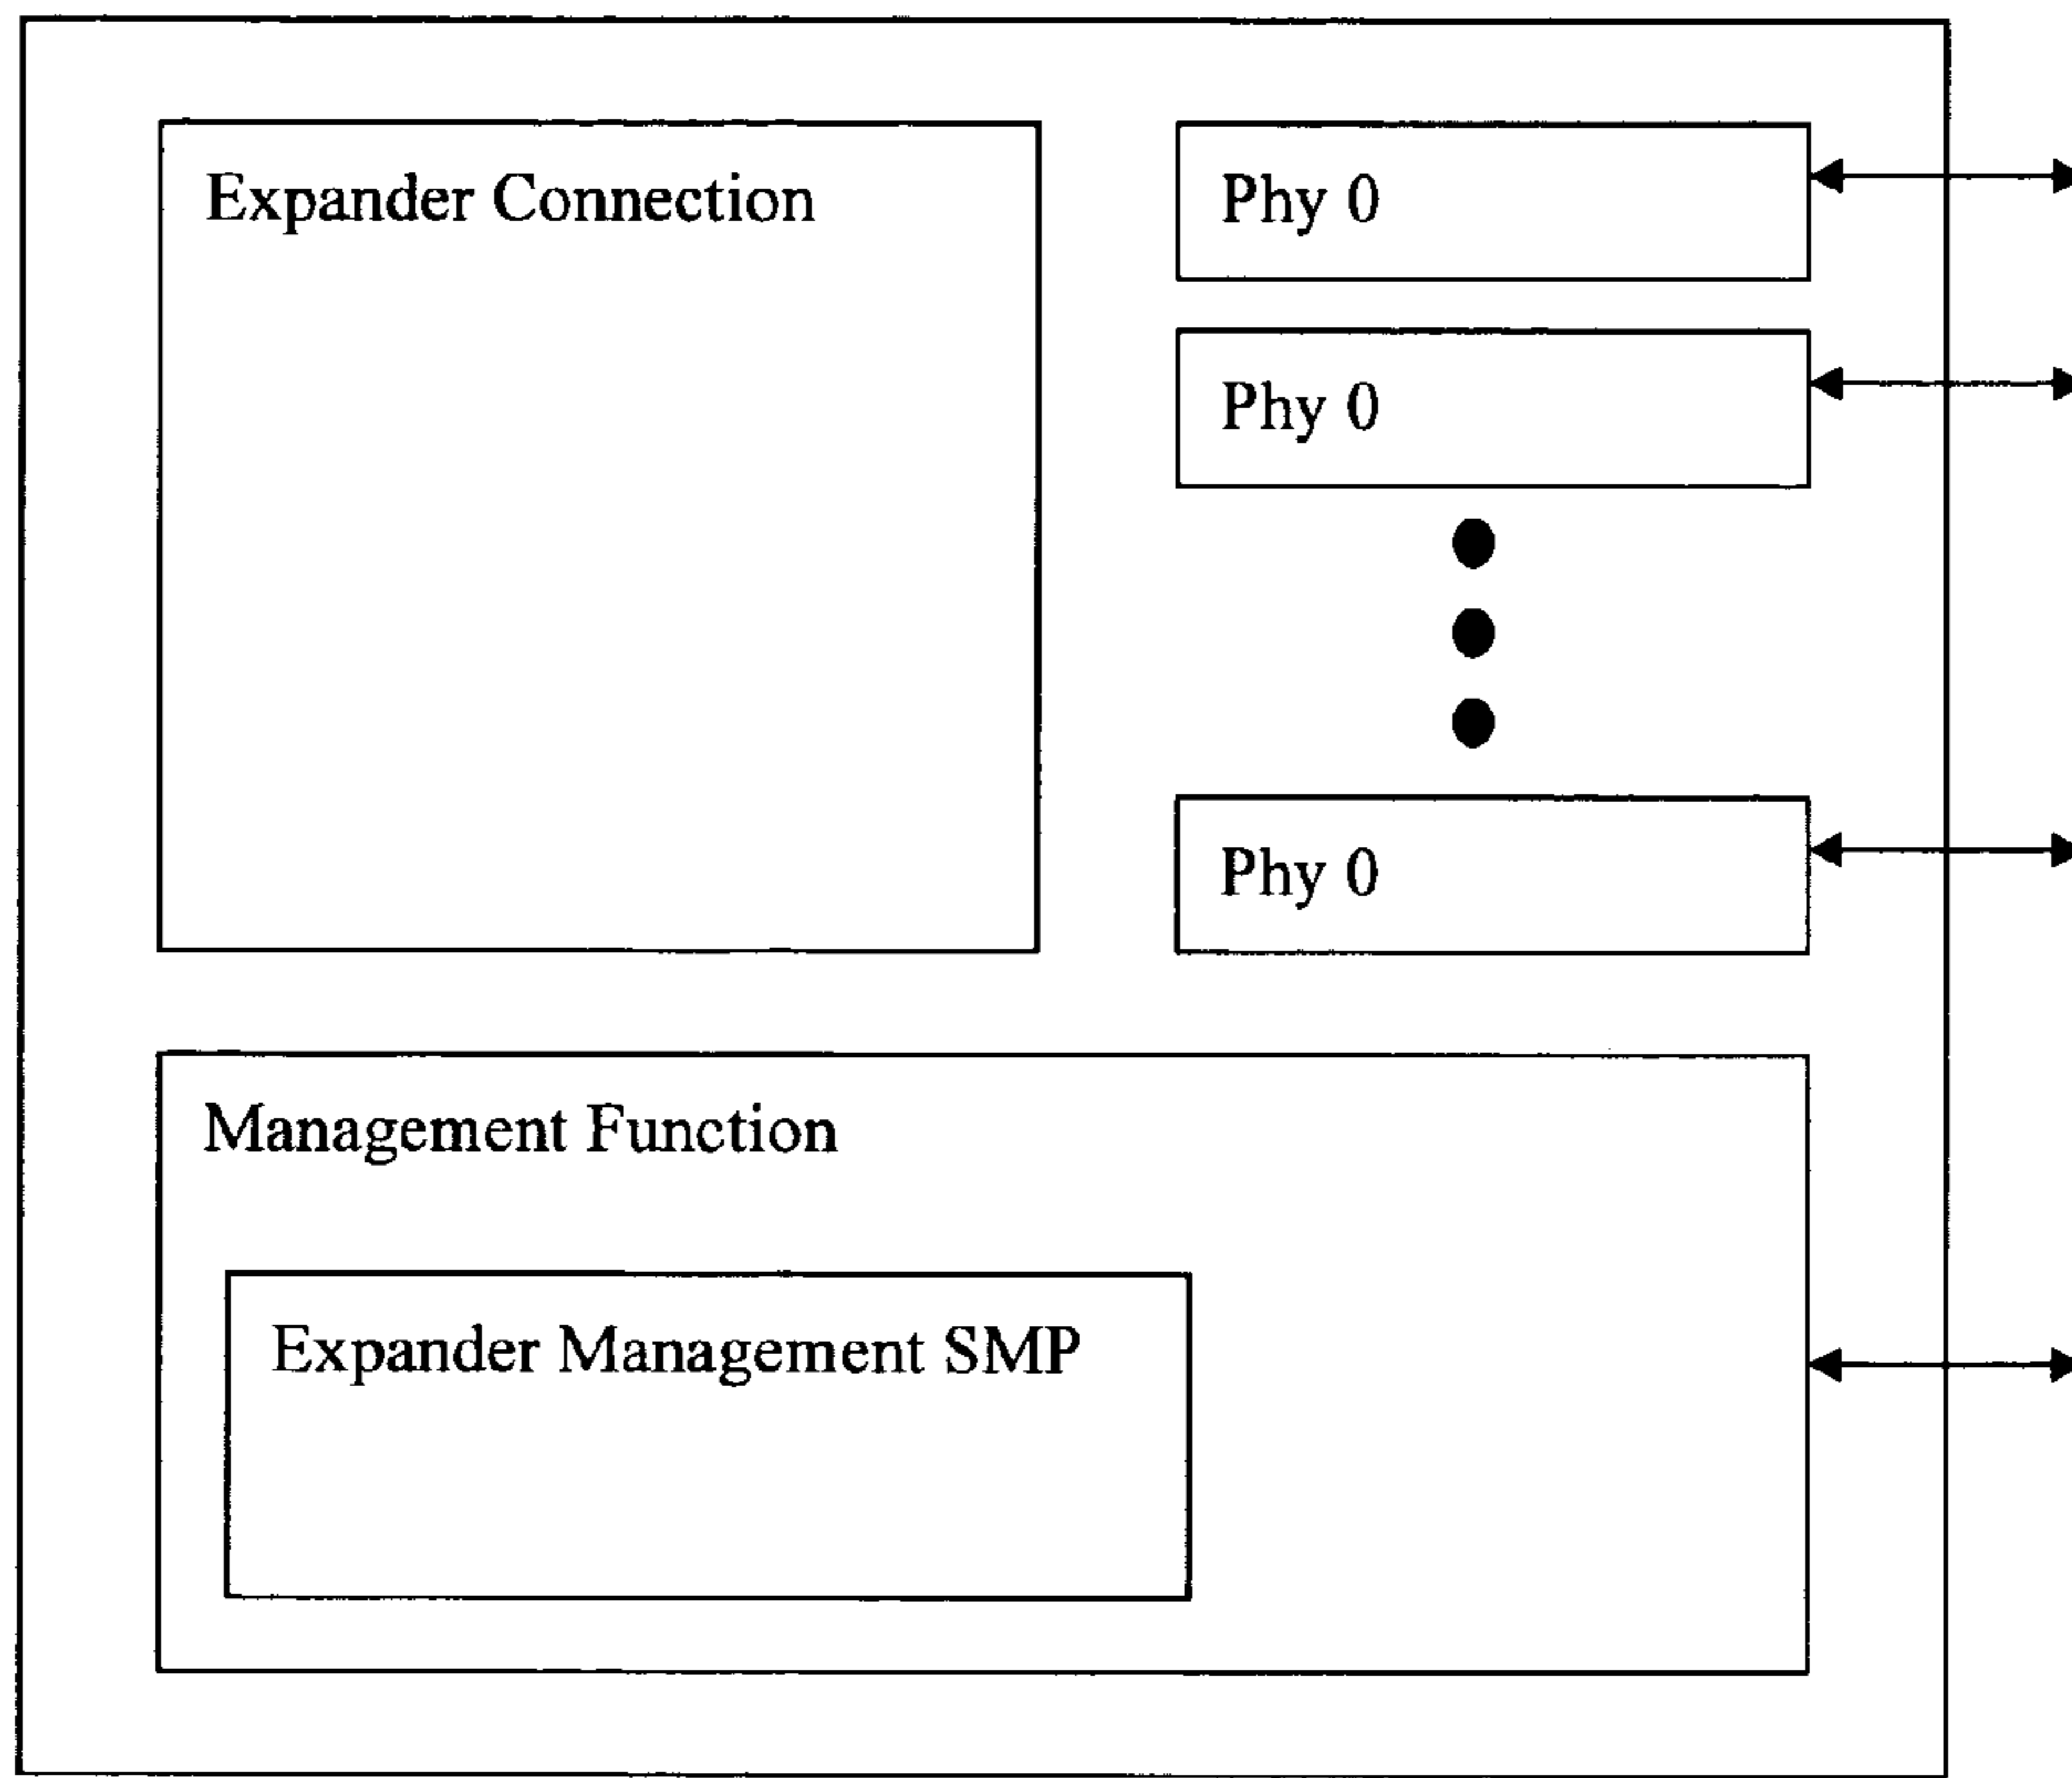 Expander Connection
Phy 0
Phy 0
Phy 0
Management Function
Expander Management SMP